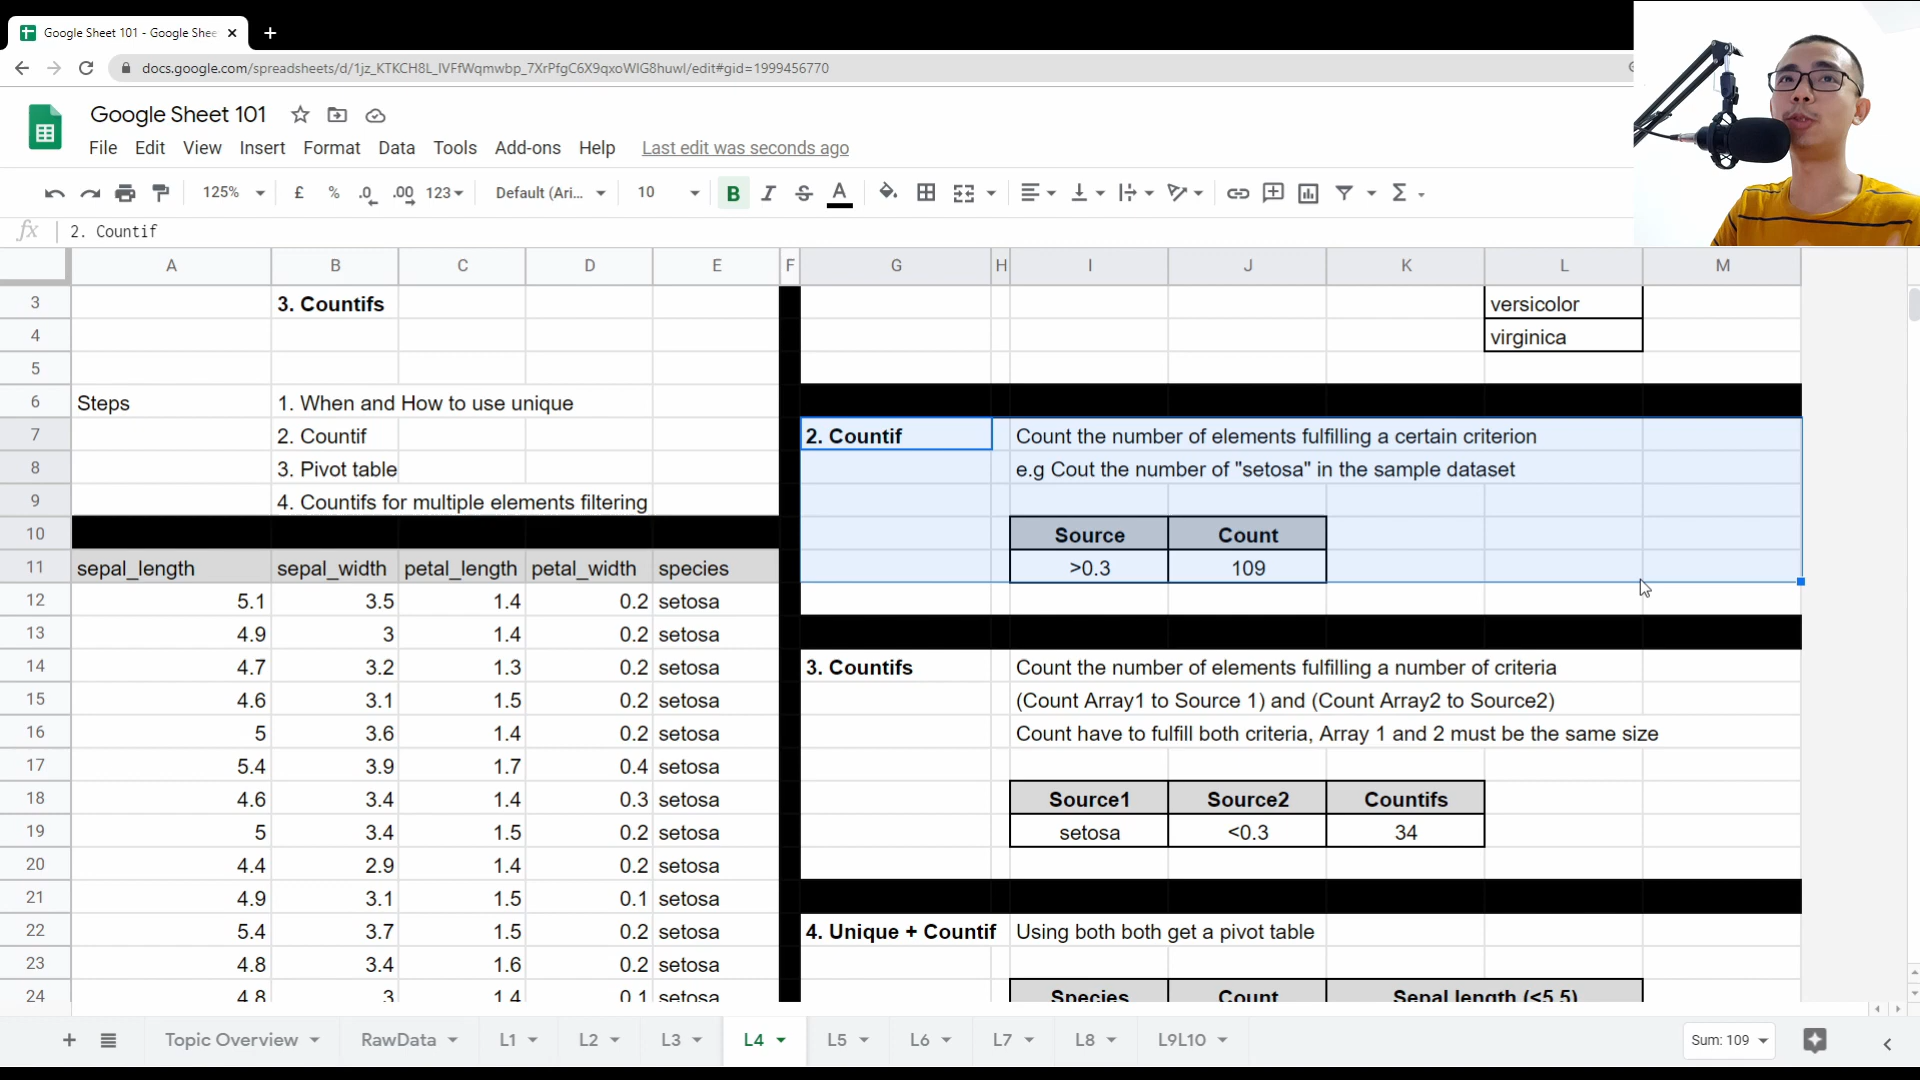 Google Sheet 101 - Google Shee
docs.google.com/spreadsheets/d/1jz_KTKCH8L_IVFfWqmwbp_7XrPfgC6X9qxoWIG8huwI/edit#gid=1999456770
Google Sheet 101
File Edit View Insert Format Data Tools Add-ons Help Last edit was seconds ago
125% £ % .0 .00 123 Default (Ari... 10 B I S A Σ
fx 2. Countif
A B C D E F G H I J K L M
3 3. Countifs versicolor
4 virginica
5
6 Steps 1. When and How to use unique
7 2. Countif 2. Countif Count the number of elements fulfilling a certain criterion
8 3. Pivot table e.g Cout the number of "setosa" in the sample dataset
9 4. Countifs for multiple elements filtering
10 Source Count
11 sepal_length sepal_width petal_length petal_width species >0.3 109
12 5.1 3.5 1.4 0.2 setosa
13 4.9 3 1.4 0.2 setosa
14 4.7 3.2 1.3 0.2 setosa 3. Countifs Count the number of elements fulfilling a number of criteria
15 4.6 3.1 1.5 0.2 setosa (Count Array1 to Source 1) and (Count Array2 to Source2)
16 5 3.6 1.4 0.2 setosa Count have to fulfill both criteria, Array 1 and 2 must be the same size
17 5.4 3.9 1.7 0.4 setosa
18 4.6 3.4 1.4 0.3 setosa Source1 Source2 Countifs
19 5 3.4 1.5 0.2 setosa setosa <0.3 34
20 4.4 2.9 1.4 0.2 setosa
21 4.9 3.1 1.5 0.1 setosa
22 5.4 3.7 1.5 0.2 setosa 4. Unique + Countif Using both both get a pivot table
23 4.8 3.4 1.6 0.2 setosa
24 4.8 3 1.4 0.1 setosa Species Count Sepal length (<5.5)
Topic Overview RawData L1 L2 L3 L4 L5 L6 L7 L8 L9L10 Sum: 109